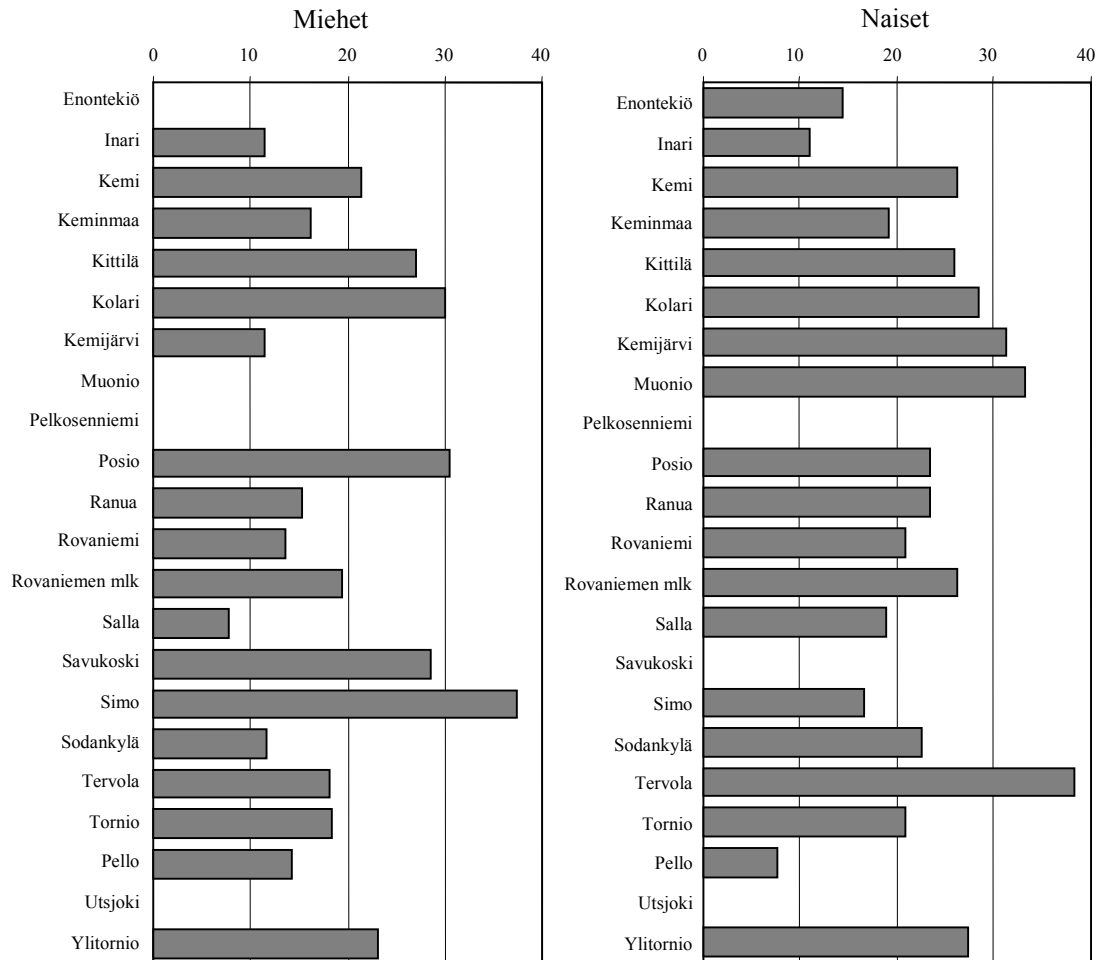 Miehet
0 10 20 30 40
Enontekiö
Inari
Kemi
Keminmaa
Kittilä
Kolari
Kemijärvi
Muonio
Pelkosenniemi
Posio
Ranua
Rovaniemi
Rovaniemen mlk
Salla
Savukoski
Simo
Sodankylä
Tervola
Tornio
Pello
Utsjoki
Ylitornio
Naiset
0 10 20 30 40
Enontekiö
Inari
Kemi
Keminmaa
Kittilä
Kolari
Kemijärvi
Muonio
Pelkosenniemi
Posio
Ranua
Rovaniemi
Rovaniemen mlk
Salla
Savukoski
Simo
Sodankylä
Tervola
Tornio
Pello
Utsjoki
Ylitornio